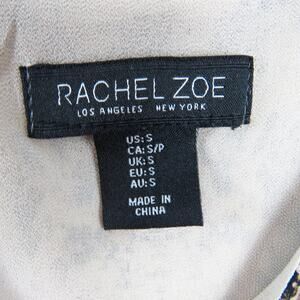 RACHEL ZOE
LOS ANGELES NEW YORK
US:S
CA:S/P
UK:S
EU:S
AU:S
MADE IN
CHINA